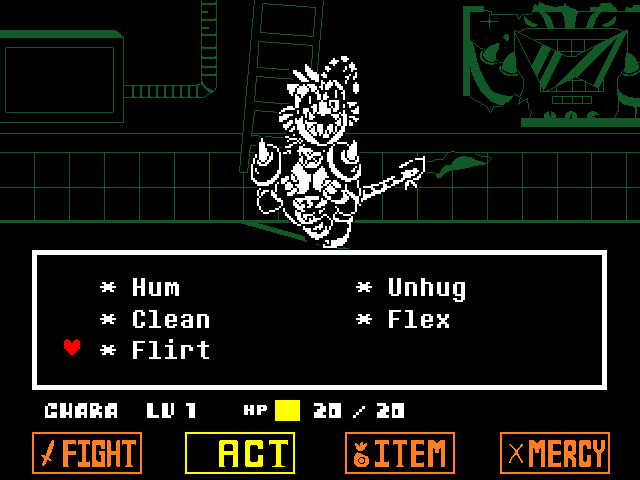 * Hum * Unhug
* Clean * Flex
* Flirt
CHARA LV 1 HP 20 / 20
FIGHT ACT ITEM MERCY